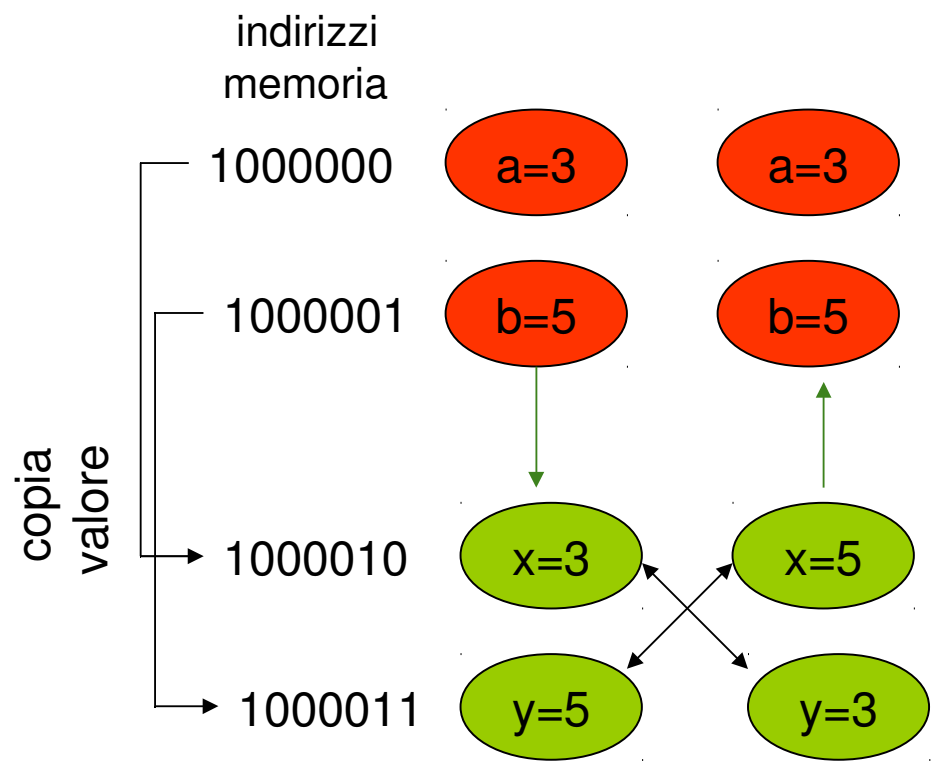 indirizzi
memoria
1000000 a=3 a=3
1000001 b=5 b=5
copia
valore
1000010 x=3 x=5
1000011 y=5 y=3